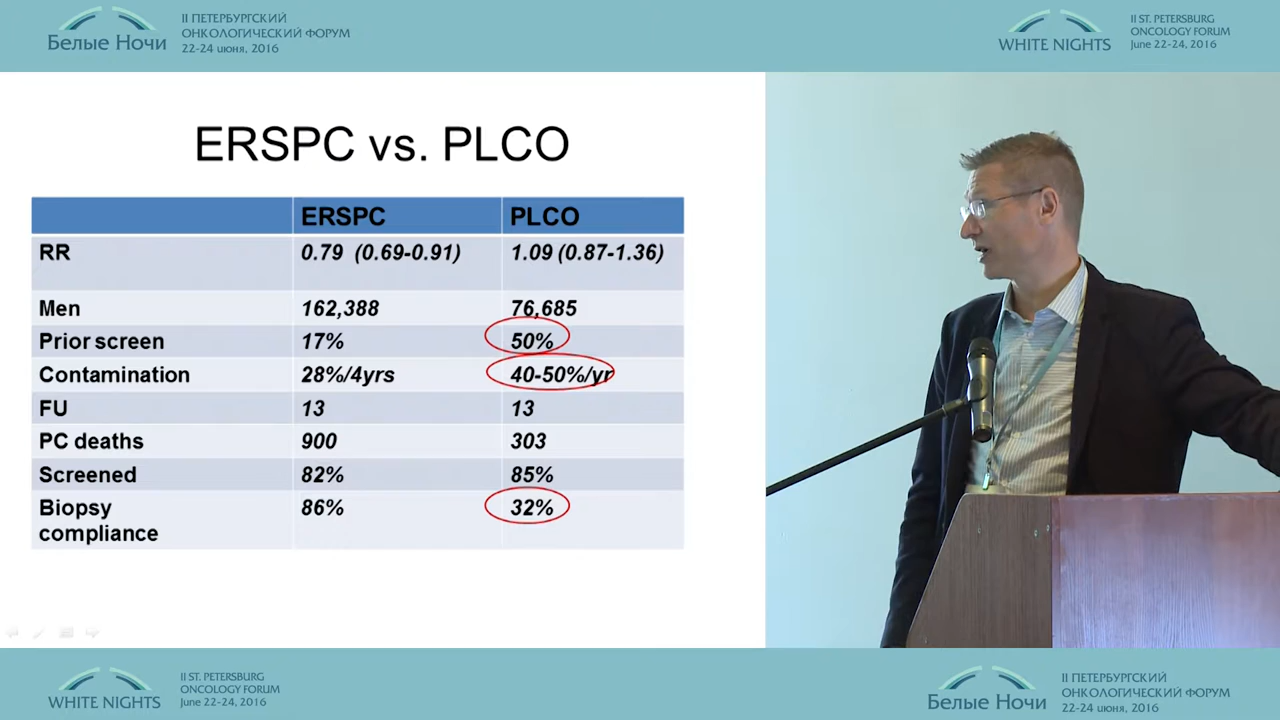 Белые Ночи
II ПЕТЕРБУРГСКИЙ
ОНКОЛОГИЧЕСКИЙ ФОРУМ
22-24 июня, 2016
WHITE NIGHTS
II ST. PETERSBURG
ONCOLOGY FORUM
June 22-24, 2016
ERSPC vs. PLCO
ERSPC PLCO
RR 0.79 (0.69-0.91) 1.09 (0.87-1.36)
Men 162,388 76,685
Prior screen 17% 50%
Contamination 28%/4yrs 40-50%/yr
FU 13 13
PC deaths 900 303
Screened 82% 85%
Biopsy 86% 32%
compliance
WHITE NIGHTS
II ST. PETERSBURG
ONCOLOGY FORUM
June 22-24, 2016
Белые Ночи
II ПЕТЕРБУРГСКИЙ
ОНКОЛОГИЧЕСКИЙ ФОРУМ
22-24 июня, 2016